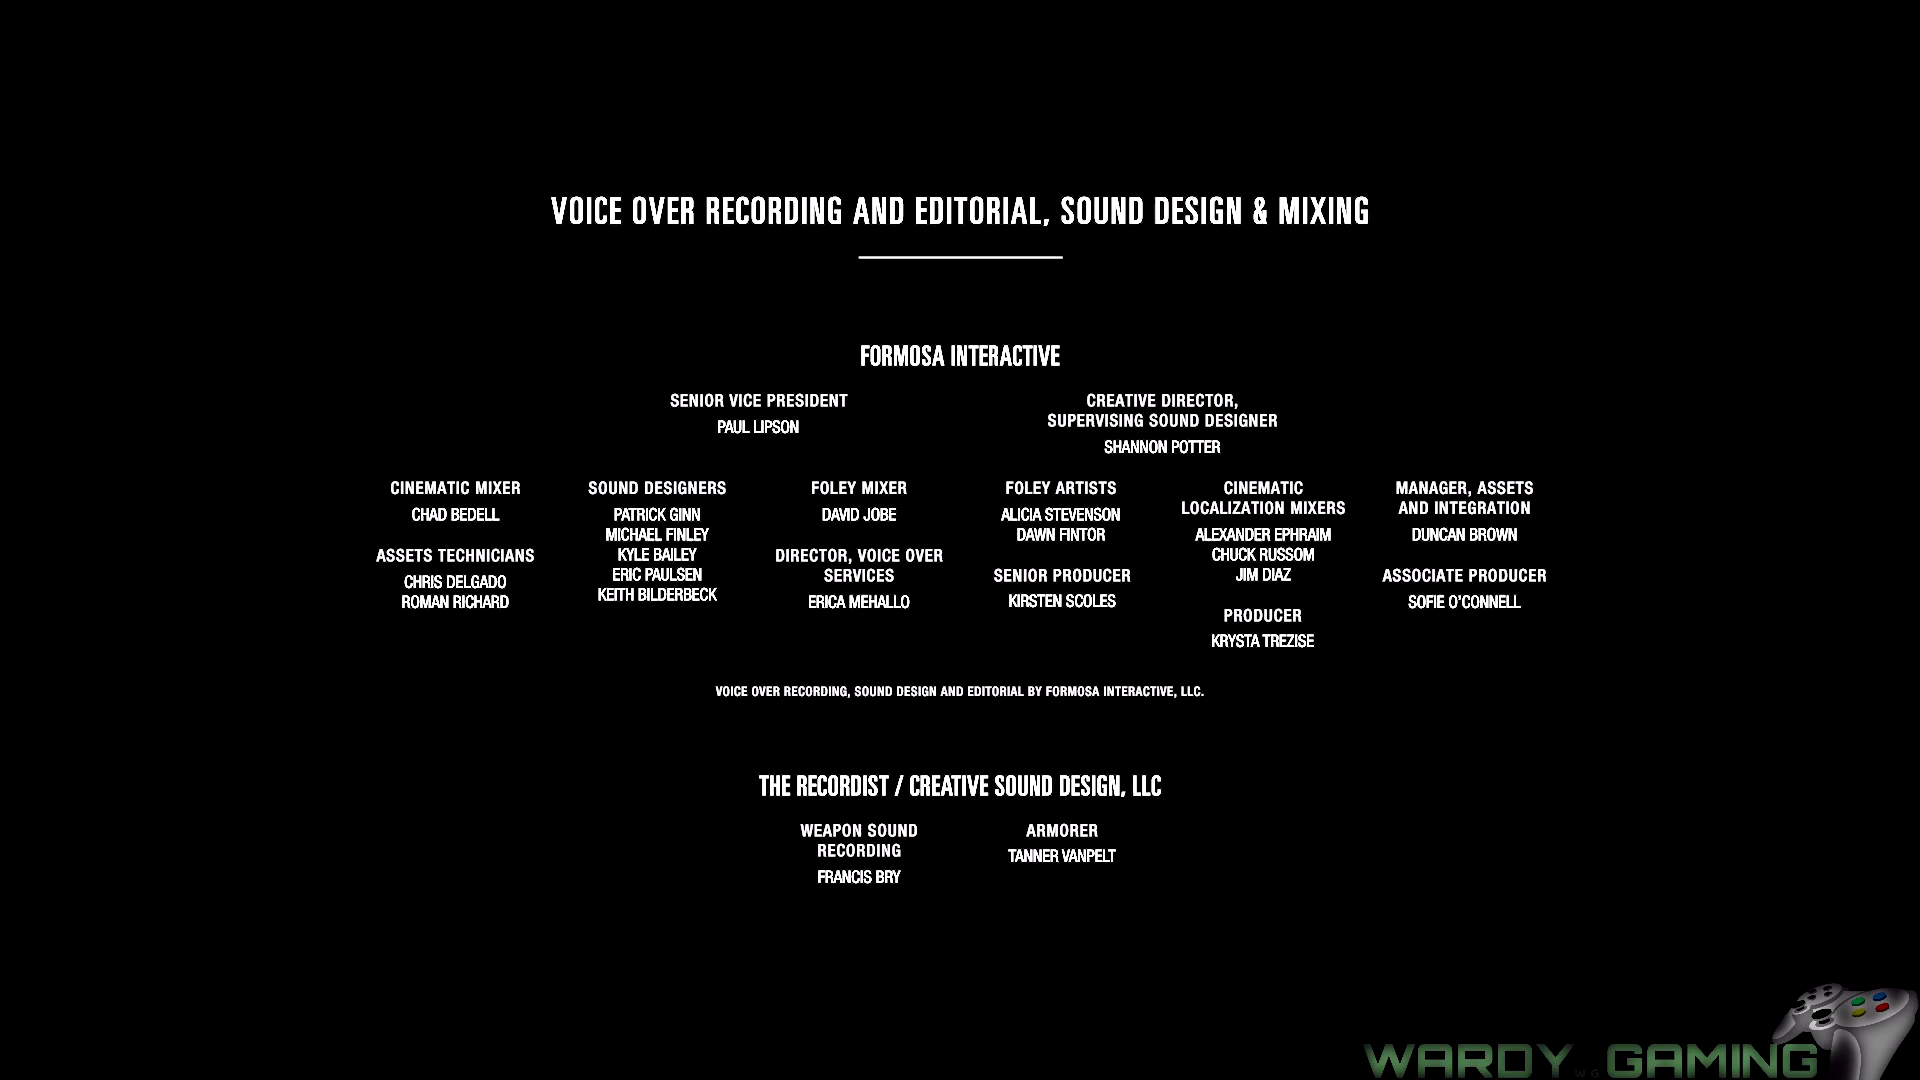 VOICE OVER RECORDING AND EDITORIAL, SOUND DESIGN & MIXING
FORMOSA INTERACTIVE
SENIOR VICE PRESIDENT
PAUL LIPSON
CREATIVE DIRECTOR,
SUPERVISING SOUND DESIGNER
SHANNON POTTER
CINEMATIC MIXER
CHAD BEDELL
ASSETS TECHNICIANS
CHRIS DELGADO
ROMAN RICHARD
SOUND DESIGNERS
PATRICK GINN
MICHAEL FINLEY
KYLE BAILEY
ERIC PAULSEN
KEITH BILDERBECK
FOLEY MIXER
DAVID JOBE
DIRECTOR, VOICE OVER
SERVICES
ERICA MEHALLO
FOLEY ARTISTS
ALICIA STEVENSON
DAWN FINTOR
SENIOR PRODUCER
KIRSTEN SCOLES
CINEMATIC
LOCALIZATION MIXERS
ALEXANDER EPHRAIM
CHUCK RUSSOM
JIM DIAZ
PRODUCER
KRYSTA TREZISE
MANAGER, ASSETS
AND INTEGRATION
DUNCAN BROWN
ASSOCIATE PRODUCER
SOFIE O'CONNELL
VOICE OVER RECORDING, SOUND DESIGN AND EDITORIAL BY FORMOSA INTERACTIVE, LLC.
THE RECORDIST / CREATIVE SOUND DESIGN, LLC
WEAPON SOUND
RECORDING
FRANCIS BRY
ARMORER
TANNER VANPELT
WARDY WG GAMING